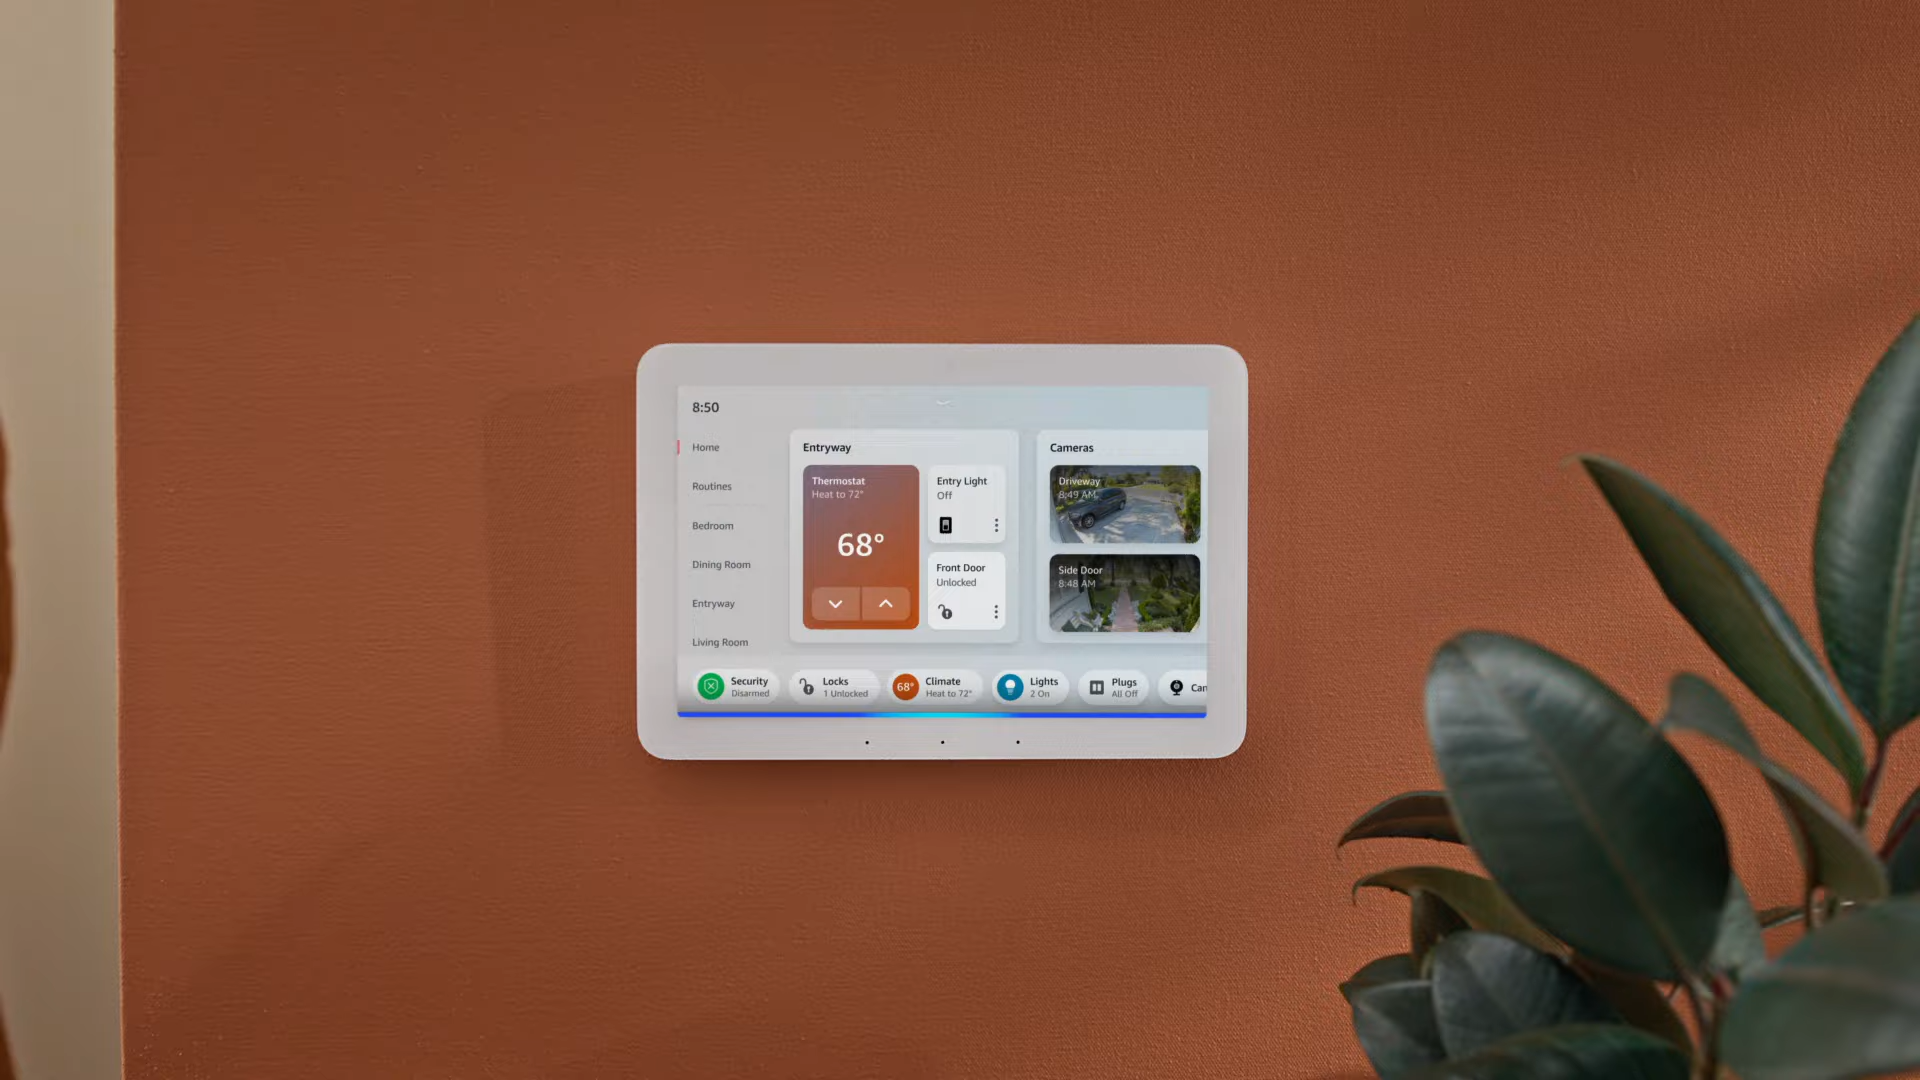 8:50
Home
Routines
Bedroom
Dining Room
Entryway
Living Room
Entryway
Thermostat
Heat to 72°
68°
Entry Light
Off
Front Door
Unlocked
Cameras
Driveway
8:49 AM
Side Door
8:48 AM
Security
Disarmed
Locks
1 Unlocked
68°
Climate
Heat to 72°
Lights
2 On
Plugs
All Off